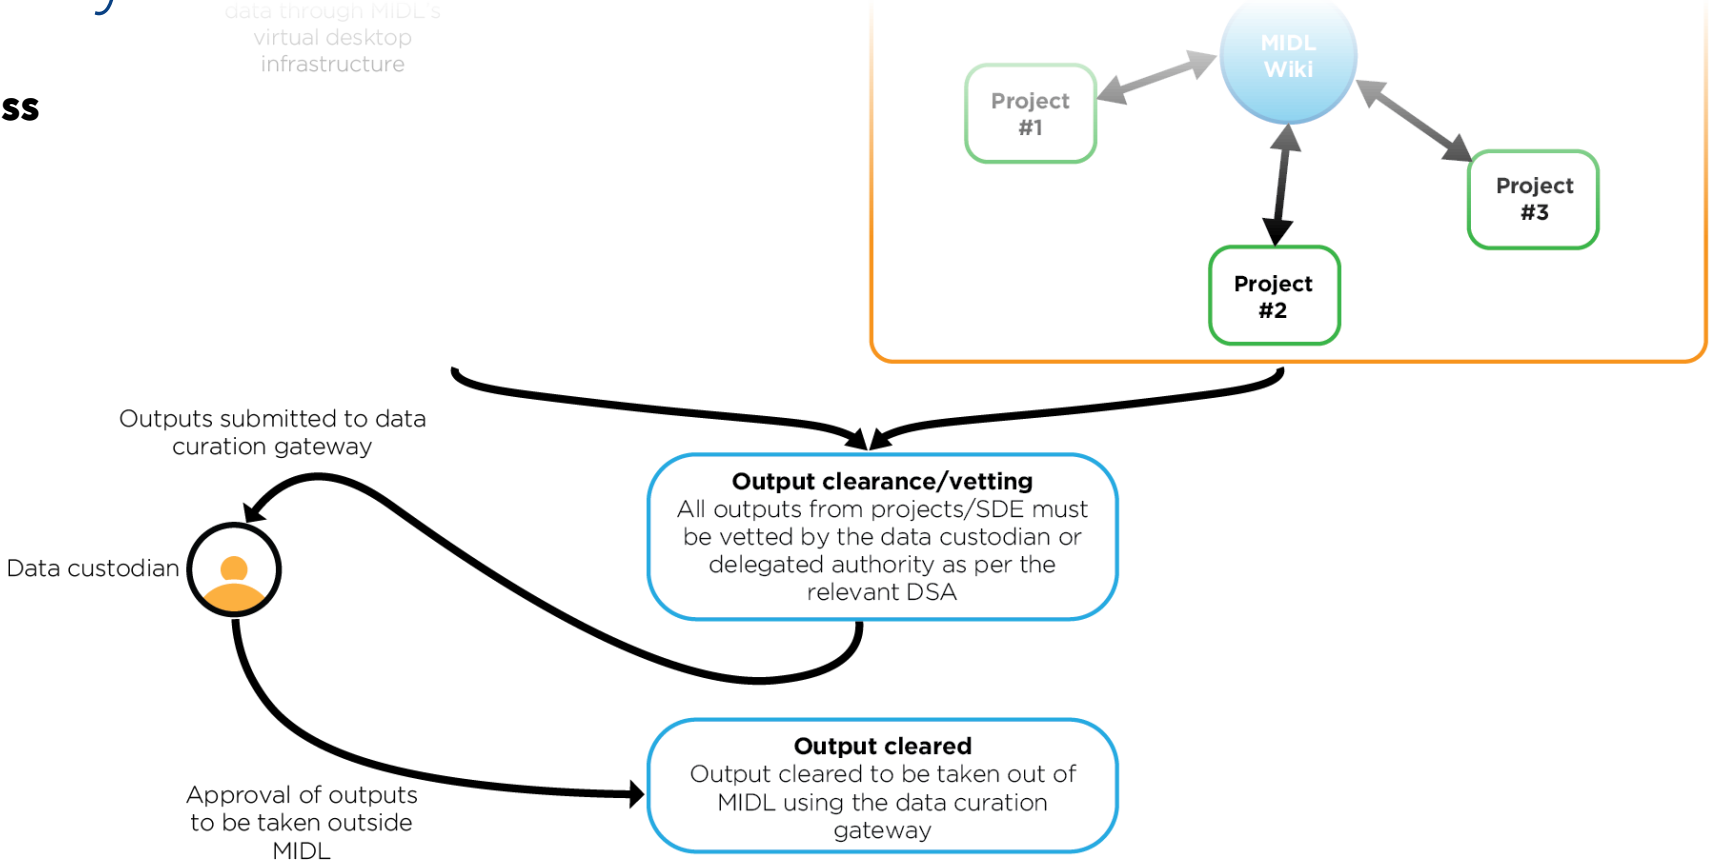 data through MIDL's
virtual desktop
infrastructure
ss
MIDL
Wiki
Project
#1
Project
#3
Project
#2
Outputs submitted to data
curation gateway
Output clearance/vetting
All outputs from projects/SDE must
be vetted by the data custodian or
delegated authority as per the
relevant DSA
Data custodian
Output cleared
Output cleared to be taken out of
MIDL using the data curation
gateway
Approval of outputs
to be taken outside
MIDL